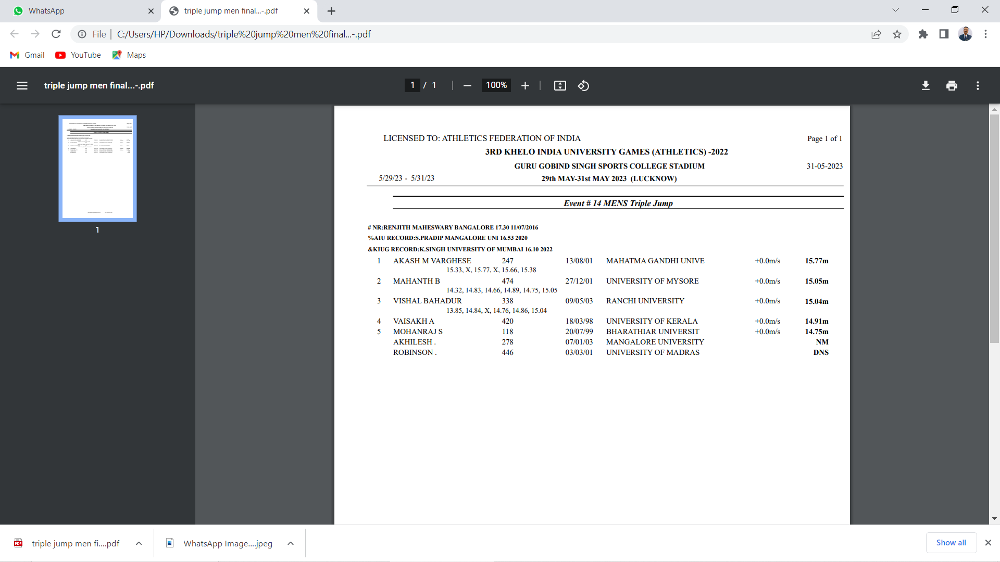 WhatsApp
triple jump men final...-.pdf
File | C:/Users/HP/Downloads/triple%20jump%20men%20final...-.pdf
Gmail YouTube Maps
triple jump men final...-.pdf 1 / 1 100%
1
LICENSED TO: ATHLETICS FEDERATION OF INDIA Page 1 of 1
3RD KHELO INDIA UNIVERSITY GAMES (ATHLETICS) -2022
GURU GOBIND SINGH SPORTS COLLEGE STADIUM 31-05-2023
5/29/23 - 5/31/23 29th MAY-31st MAY 2023 (LUCKNOW)
Event # 14 MENS Triple Jump
# NR:RENJITH MAHESWARY BANGALORE 17.30 11/07/2016
%AIU RECORD:S.PRADIP MANGALORE UNI 16.53 2020
&KIUG RECORD:K.SINGH UNIVERSITY OF MUMBAI 16.10 2022
1 AKASH M VARGHESE 247 13/08/01 MAHATMA GANDHI UNIVE +0.0m/s 15.77m
15.33, X, 15.77, X, 15.66, 15.38
2 MAHANTH B 474 27/12/01 UNIVERSITY OF MYSORE +0.0m/s 15.05m
14.32, 14.83, 14.66, 14.89, 14.75, 15.05
3 VISHAL BAHADUR 338 09/05/03 RANCHI UNIVERSITY +0.0m/s 15.04m
13.85, 14.84, X, 14.76, 14.86, 15.04
4 VAISAKH A 420 18/03/98 UNIVERSITY OF KERALA +0.0m/s 14.91m
5 MOHANRAJ S 118 20/07/99 BHARATHIAR UNIVERSIT +0.0m/s 14.75m
AKHILESH . 278 07/01/03 MANGALORE UNIVERSITY NM
ROBINSON . 446 03/03/01 UNIVERSITY OF MADRAS DNS
triple jump men fi....pdf
WhatsApp Image....jpeg
Show all